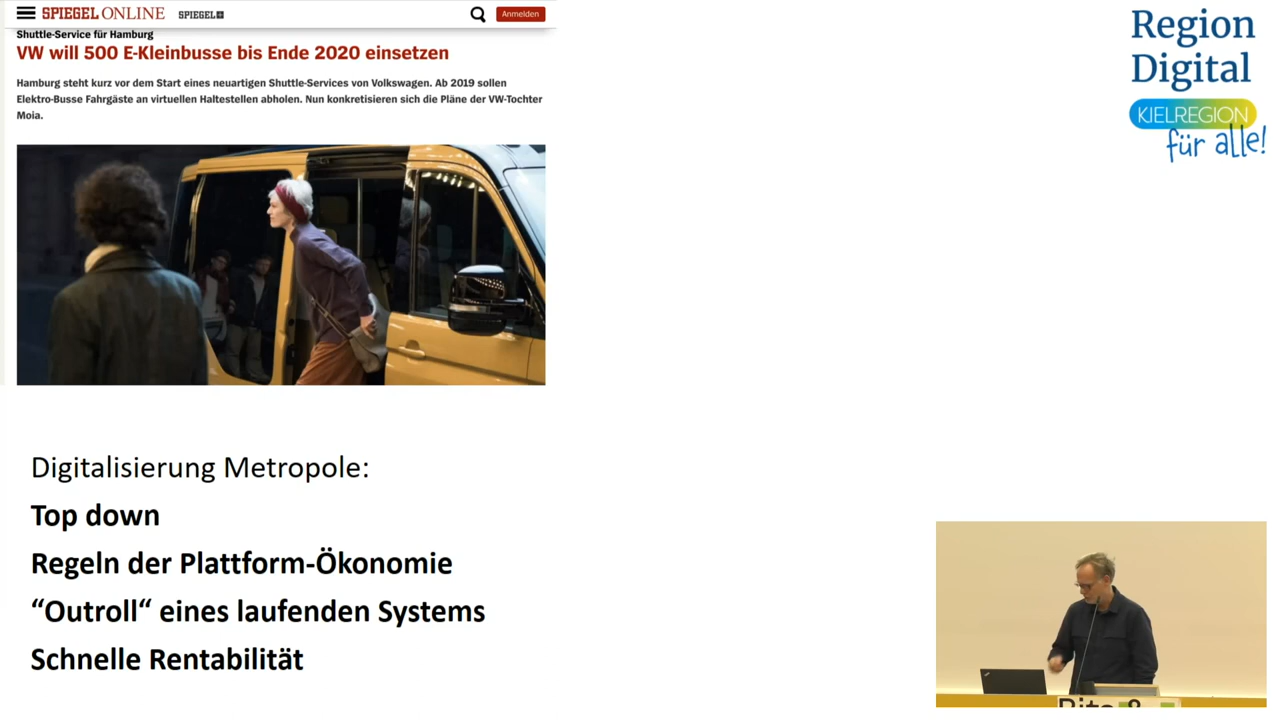 SPIEGEL ONLINE SPIEGEL+ Anmelden
Shuttle-Service für Hamburg
VW will 500 E-Kleinbusse bis Ende 2020 einsetzen
Hamburg steht kurz vor dem Start eines neuartigen Shuttle-Services von Volkswagen. Ab 2019 sollen
Elektro-Busse Fahrgäste an virtuellen Haltestellen abholen. Nun konkretisieren sich die Pläne der VW-Tochter
Moia.
Region
Digital
KIELREGION
für alle!
Digitalisierung Metropole:
Top down
Regeln der Plattform-Ökonomie
“Outroll“ eines laufenden Systems
Schnelle Rentabilität
Bits &